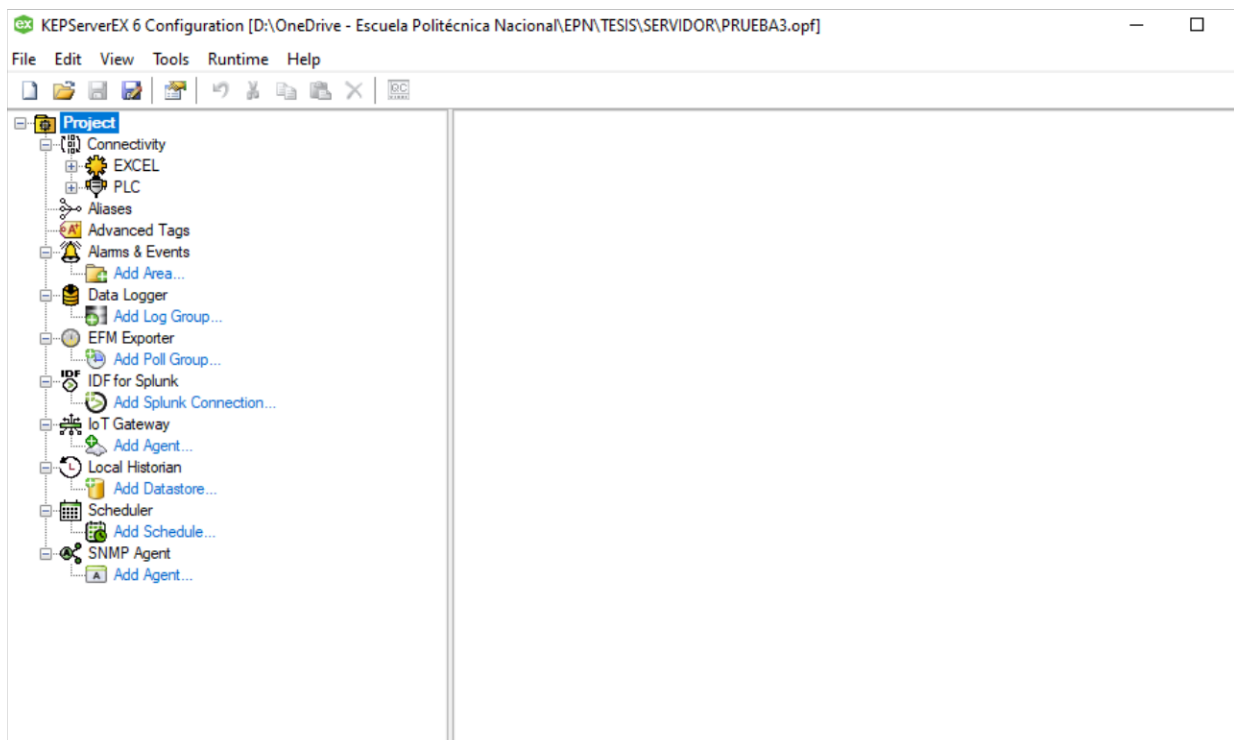 KEPServerEX 6 Configuration [D:\OneDrive - Escuela Politécnica Nacional\EPN\TESIS\SERVIDOR\PRUEBA3.opf]
File Edit View Tools Runtime Help
Project
Connectivity
EXCEL
PLC
Aliases
Advanced Tags
Alarms & Events
Add Area...
Data Logger
Add Log Group...
EFM Exporter
Add Poll Group...
IDF for Splunk
Add Splunk Connection...
IoT Gateway
Add Agent...
Local Historian
Add Datastore...
Scheduler
Add Schedule...
SNMP Agent
Add Agent...